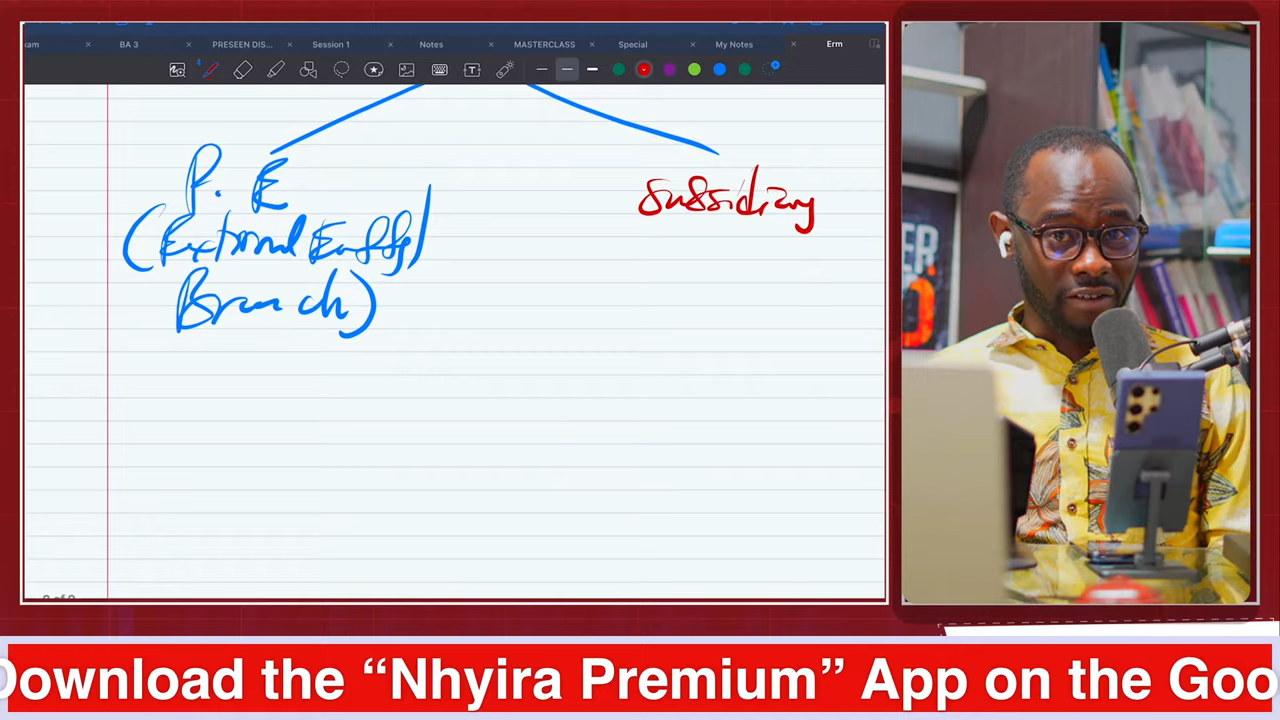 BA 3
PRESEEN DIS...
Session 1
Notes
MASTERCLASS
Special
My Notes
Erm
P. E
(External
Branch)
subsidiary
Download the “Nhyira Premium” App on the Goo